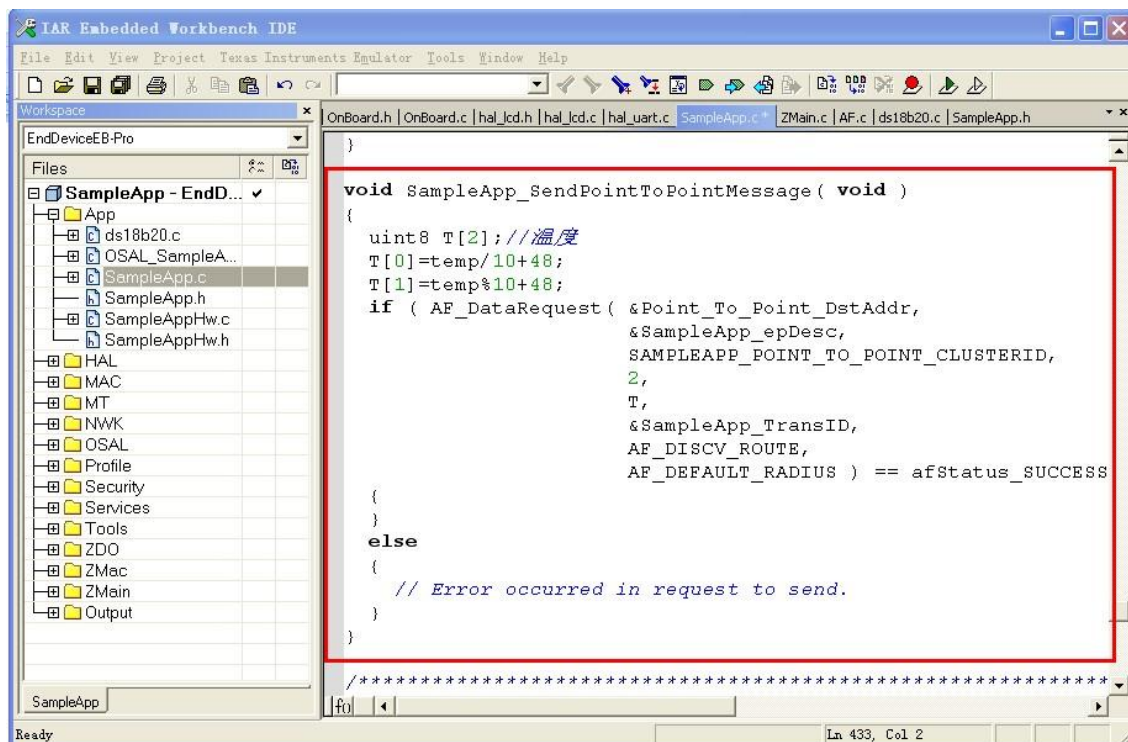 IAR Embedded Workbench IDE
File Edit View Project Texas Instruments Emulator Tools Window Help
Workspace
EndDeviceEB-Pro
Files
SampleApp - EndD...
App
ds18b20.c
OSAL_SampleA...
SampleApp.c
SampleApp.h
SampleAppHw.c
SampleAppHw.h
HAL
MAC
MT
NWK
OSAL
Profile
Security
Services
Tools
ZDO
ZMac
ZMain
Output
SampleApp
OnBoard.h | OnBoard.c | hal_lcd.h | hal_lcd.c | hal_uart.c SampleApp.c * ZMain.c | AF.c | ds18b20.c | SampleApp.h
}
void SampleApp_SendPointToPointMessage( void )
{
uint8 T[2];//温度
T[0]=temp/10+48;
T[1]=temp%10+48;
if ( AF_DataRequest( &Point_To_Point_DstAddr,
&SampleApp_epDesc,
SAMPLEAPP_POINT_TO_POINT_CLUSTERID,
2,
T,
&SampleApp_TransID,
AF_DISCV_ROUTE,
AF_DEFAULT_RADIUS ) == afStatus_SUCCESS
{
}
else
{
// Error occurred in request to send.
}
}
/*************************************************************
f()
Ready
Ln 433, Col 2